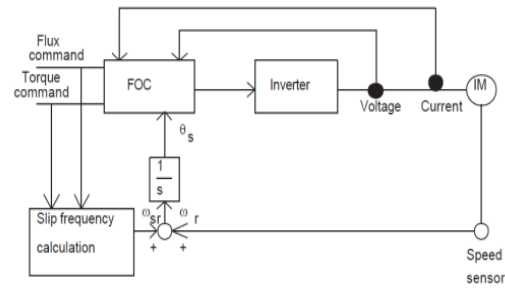 Flux
command
Torque
command
FOC
Inverter
IM
Voltage
Current
θs
1
s
ωsr
ω r
+
+
Slip frequency
calculation
Speed
sensor